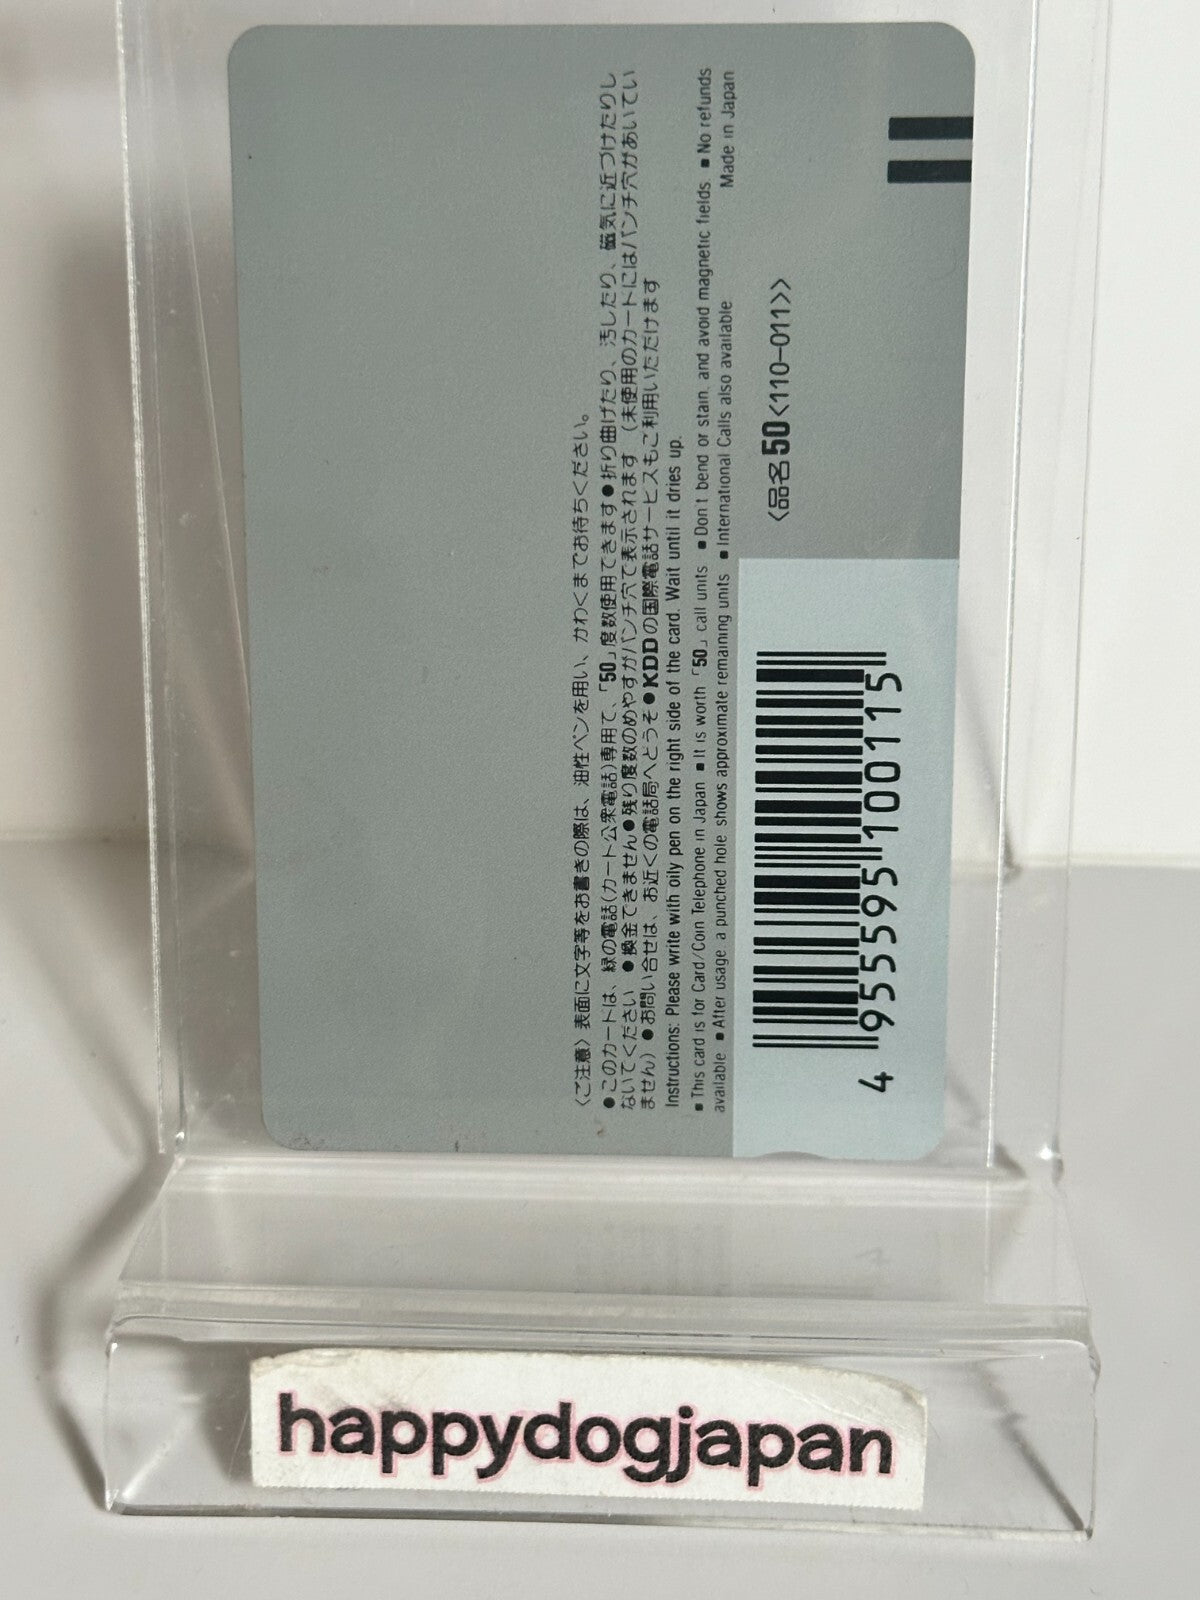 〈ご注意〉表面に文字等をお書きの際は、油性ペンを用い、かわくまでお待ちください。
●このカードは、緑の電話(カード公衆電話)専用で、「50」度数使用できます●折り曲げたり、汚したり、磁気に近づけたりし
ないでください ●換金できません●残り度数のめやすがパンチ穴で表示されます (未使用のカードにはパンチ穴があいてい
ません) ●お問い合せは、お近くの電話局へどうぞ●KDDの国際電話サービスもご利用いただけます
Instructions: Please write with oily pen on the right side of the card. Wait until it dries up.
■This card is for Card/Coin Telephone in Japan ■It is worth「50」call units ■Don't bend or stain, and avoid magnetic fields ■No refunds
available ■After usage a punched hole shows approximate remaining units ■International Calls also available Made in Japan
〈品名50<110-011>〉
4 955595 100115
happydogjapan